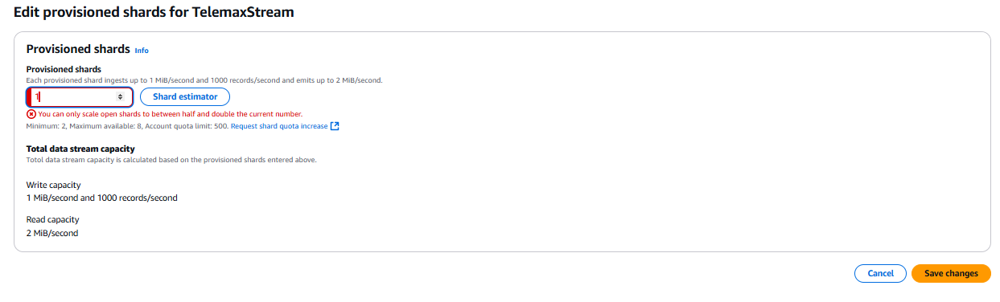 Edit provisioned shards for TelemaxStream
Provisioned shards Info
Provisioned shards
Each provisioned shard ingests up to 1 MiB/second and 1000 records/second and emits up to 2 MiB/second.
1
Shard estimator
You can only scale open shards to between half and double the current number.
Minimum: 2, Maximum available: 8, Account quota limit: 500. Request shard quota increase
Total data stream capacity
Total data stream capacity is calculated based on the provisioned shards entered above.
Write capacity
1 MiB/second and 1000 records/second
Read capacity
2 MiB/second
Cancel
Save changes